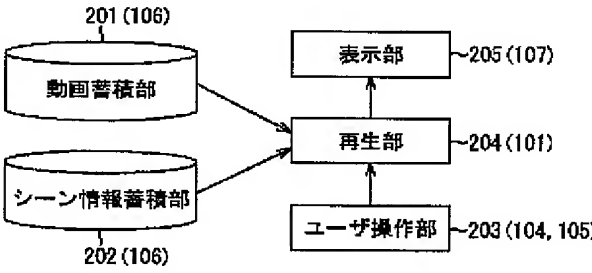 201(106)
動画蓄積部
シーン情報蓄積部
202(106)
表示部
205(107)
再生部
204(101)
ユーザ操作部
203(104, 105)